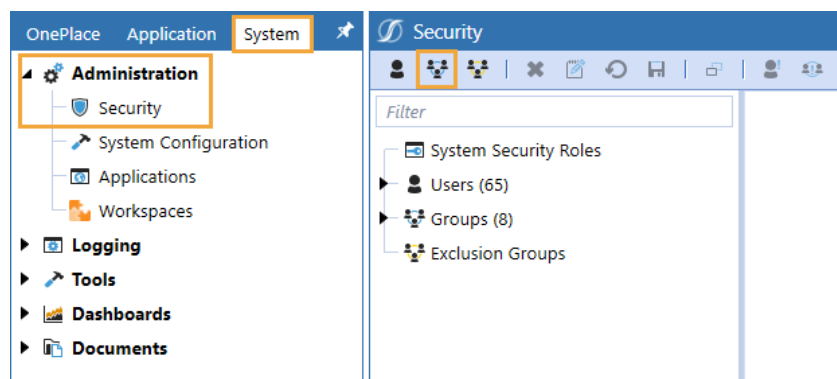 OnePlace Application System
Administration
Security
System Configuration
Applications
Workspaces
Logging
Tools
Dashboards
Documents
Security
Filter
System Security Roles
Users (65)
Groups (8)
Exclusion Groups